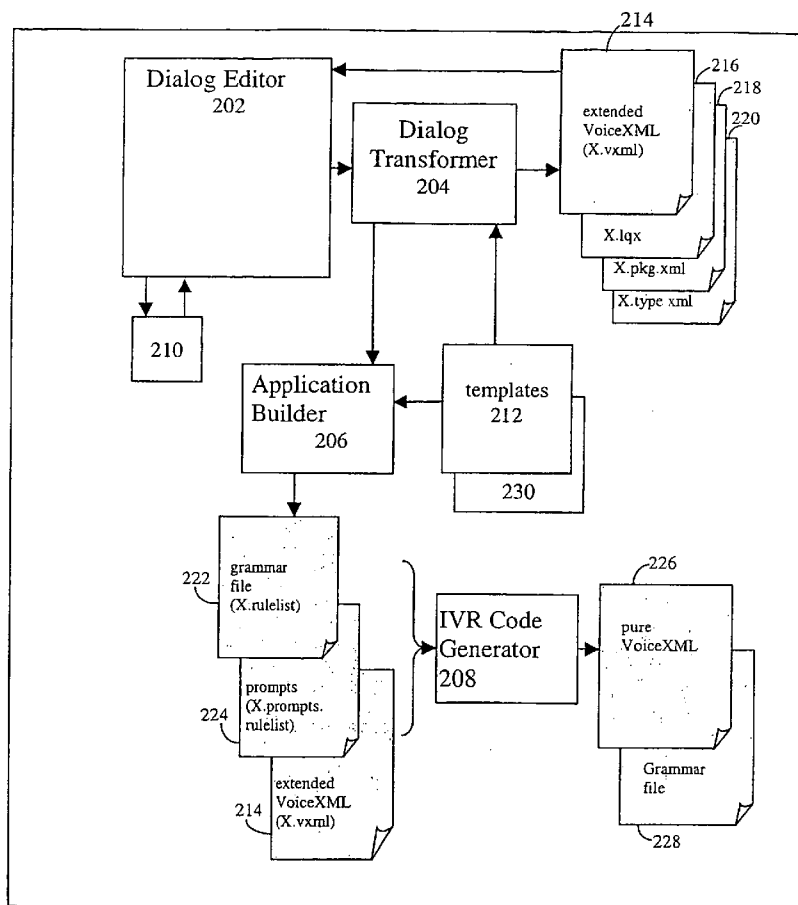 214
Dialog Editor
202
216
218
220
extended
VoiceXML
(X.vxml)
Dialog
Transformer
204
X.lqx
X.pkg.xml
X.type xml
210
Application
Builder
206
templates
212
230
222
grammar
file
(X.rulelist)
226
IVR Code
Generator
208
pure
VoiceXML
prompts
(X.prompts.
rulelist)
224
Grammar
file
extended
VoiceXML
(X.vxml)
214
228